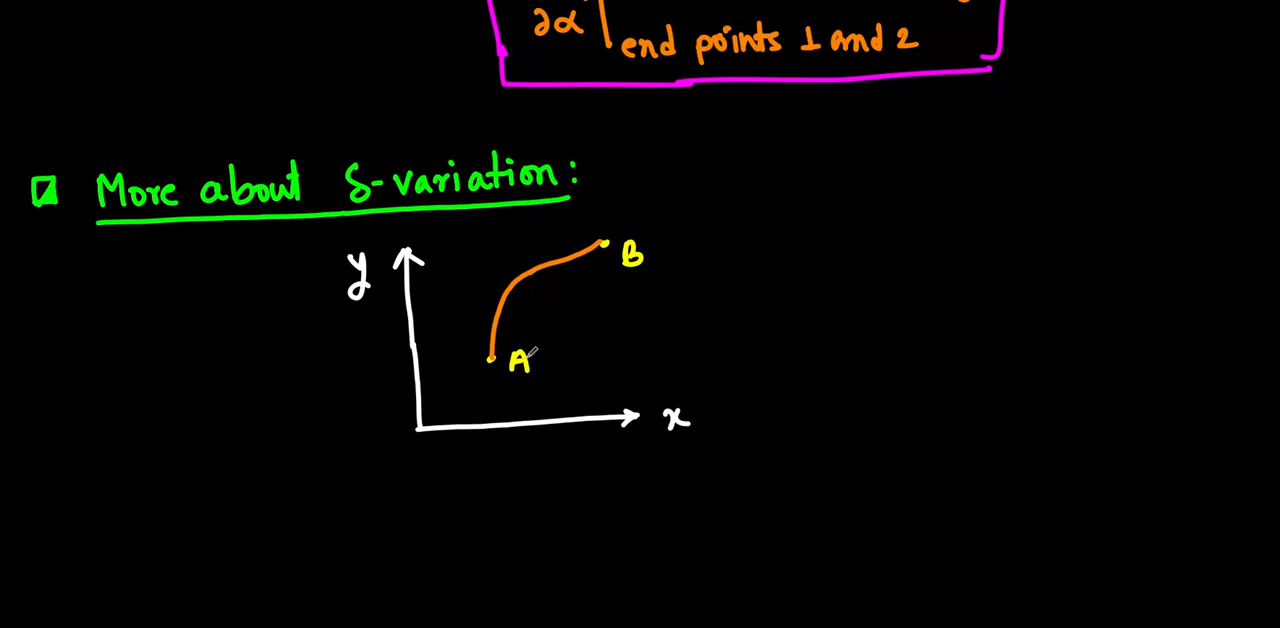 ∂α | end points 1 and 2
More about δ-variation:
y
B
A
x